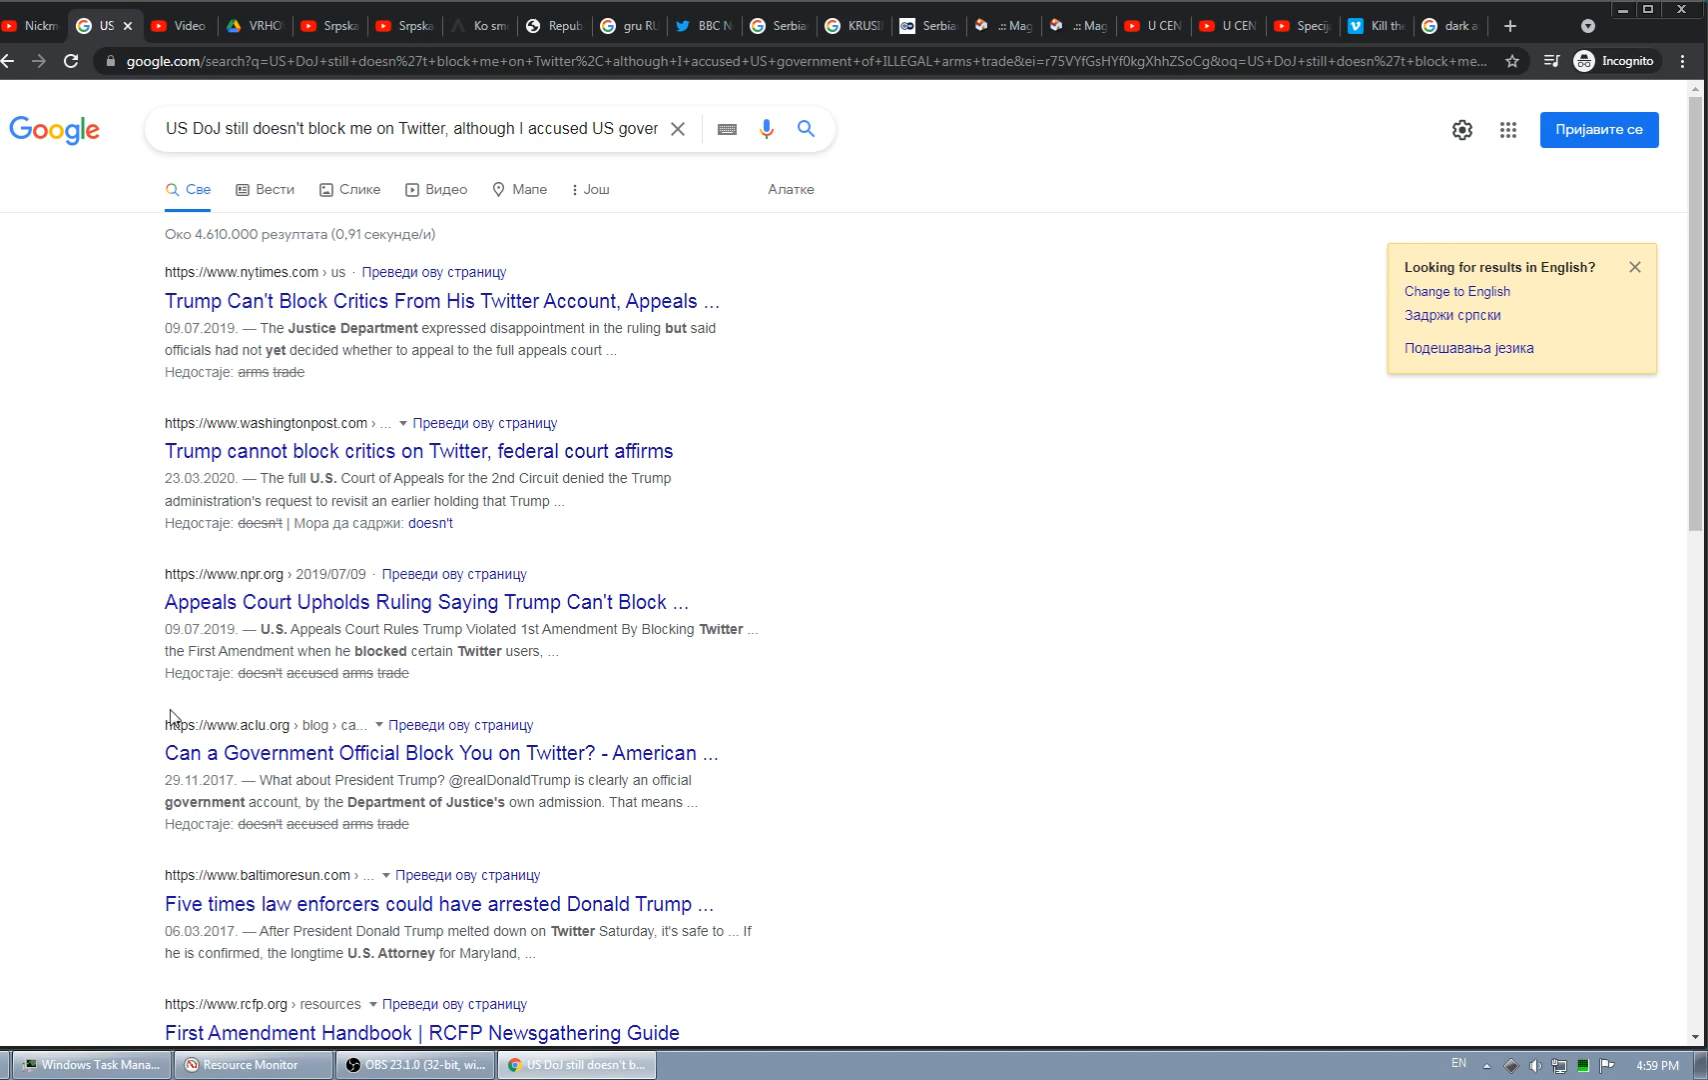 Nickm
US
Video
VRHO
Srpska
Srpska
Ko sm
Repub
gru RU
BBC N
Serbia
KRUSI
Serbia
.:: Mag
.:: Mag
U CEN
U CEN
Specij
Kill the
dark a
google.com/search?q=US+DoJ+still+doesn%27t+block+me+on+Twitter%2C+although+I+accused+US+government+of+ILLEGAL+arms+trade&ei=r75VYfGsHYf0kgXhhZSoCg&oq=US+DoJ+still+doesn%27t+block+me...
Incognito
Google
US DoJ still doesn't block me on Twitter, although I accused US gover
Пријавите се
Све
Вести
Слике
Видео
Мапе
Још
Алатке
Око 4.610.000 резултата (0,91 секунде/и)
Looking for results in English?
Change to English
Задржи српски
Подешавања језика
https://www.nytimes.com › us · Преведи ову страницу
Trump Can't Block Critics From His Twitter Account, Appeals ...
09.07.2019. — The Justice Department expressed disappointment in the ruling but said
officials had not yet decided whether to appeal to the full appeals court ...
Недостаје: arms trade
https://www.washingtonpost.com › ... Преведи ову страницу
Trump cannot block critics on Twitter, federal court affirms
23.03.2020. — The full U.S. Court of Appeals for the 2nd Circuit denied the Trump
administration's request to revisit an earlier holding that Trump ...
Недостаје: doesn't | Мора да садржи: doesn't
https://www.npr.org › 2019/07/09 · Преведи ову страницу
Appeals Court Upholds Ruling Saying Trump Can't Block ...
09.07.2019. — U.S. Appeals Court Rules Trump Violated 1st Amendment By Blocking Twitter ...
the First Amendment when he blocked certain Twitter users, ...
Недостаје: doesn't accused arms trade
https://www.aclu.org › blog › ca... Преведи ову страницу
Can a Government Official Block You on Twitter? - American ...
29.11.2017. — What about President Trump? @realDonaldTrump is clearly an official
government account, by the Department of Justice's own admission. That means ...
Недостаје: doesn't accused arms trade
https://www.baltimoresun.com › ... Преведи ову страницу
Five times law enforcers could have arrested Donald Trump ...
06.03.2017. — After President Donald Trump melted down on Twitter Saturday, it's safe to ... If
he is confirmed, the longtime U.S. Attorney for Maryland, ...
https://www.rcfp.org › resources Преведи ову страницу
First Amendment Handbook | RCFP Newsgathering Guide
Windows Task Mana...
Resource Monitor
OBS 23.1.0 (32-bit, wi...
US DoJ still doesn't b...
EN
4:59 PM